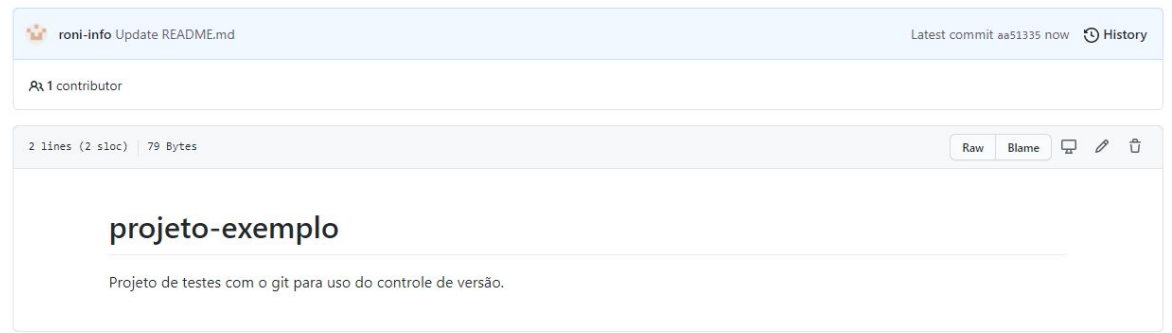 roni-info Update README.md Latest commit aa51335 now History
1 contributor
2 lines (2 sloc) 79 Bytes Raw Blame
projeto-exemplo
Projeto de testes com o git para uso do controle de versão.